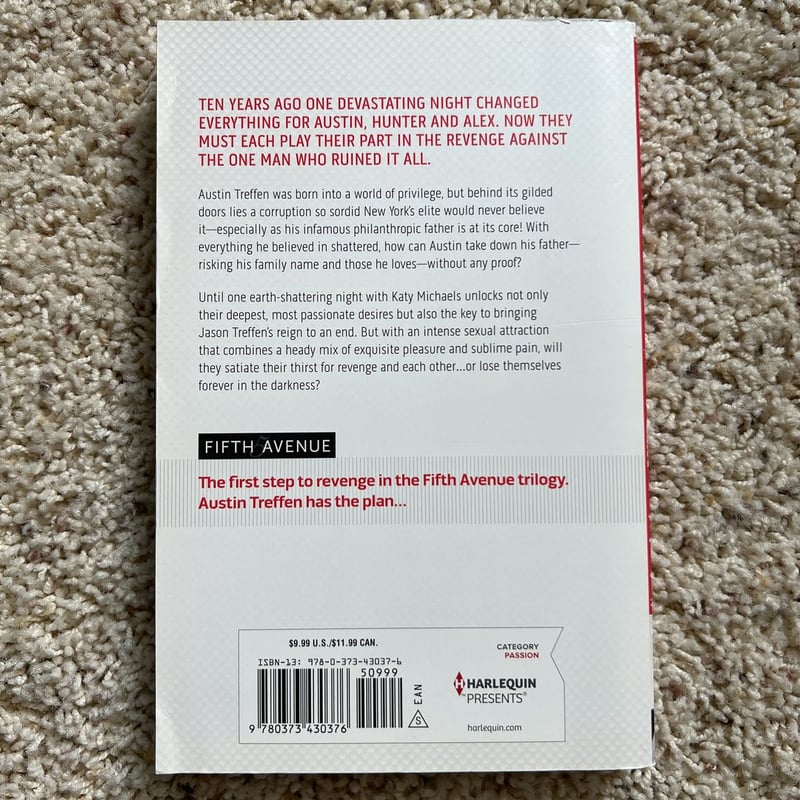 TEN YEARS AGO ONE DEVASTATING NIGHT CHANGED
EVERYTHING FOR AUSTIN, HUNTER AND ALEX. NOW THEY
MUST EACH PLAY THEIR PART IN THE REVENGE AGAINST
THE ONE MAN WHO RUINED IT ALL.
Austin Treffen was born into a world of privilege, but behind its gilded
doors lies a corruption so sordid New York's elite would never believe
it—especially as his infamous philanthropic father is at its core! With
everything he believed in shattered, how can Austin take down his father—
risking his family name and those he loves—without any proof?
Until one earth-shattering night with Katy Michaels unlocks not only
their deepest, most passionate desires but also the key to bringing
Jason Treffen's reign to an end. But with an intense sexual attraction
that combines a heady mix of exquisite pleasure and sublime pain, will
they satiate their thirst for revenge and each other...or lose themselves
forever in the darkness?
FIFTH AVENUE
The first step to revenge in the Fifth Avenue trilogy.
Austin Treffen has the plan...
$9.99 U.S./$11.99 CAN.
ISBN-13: 978-0-373-43037-6
50999
9 780373 430376
EAN
S
CATEGORY
PASSION
HARLEQUIN
™PRESENTS®
harlequin.com